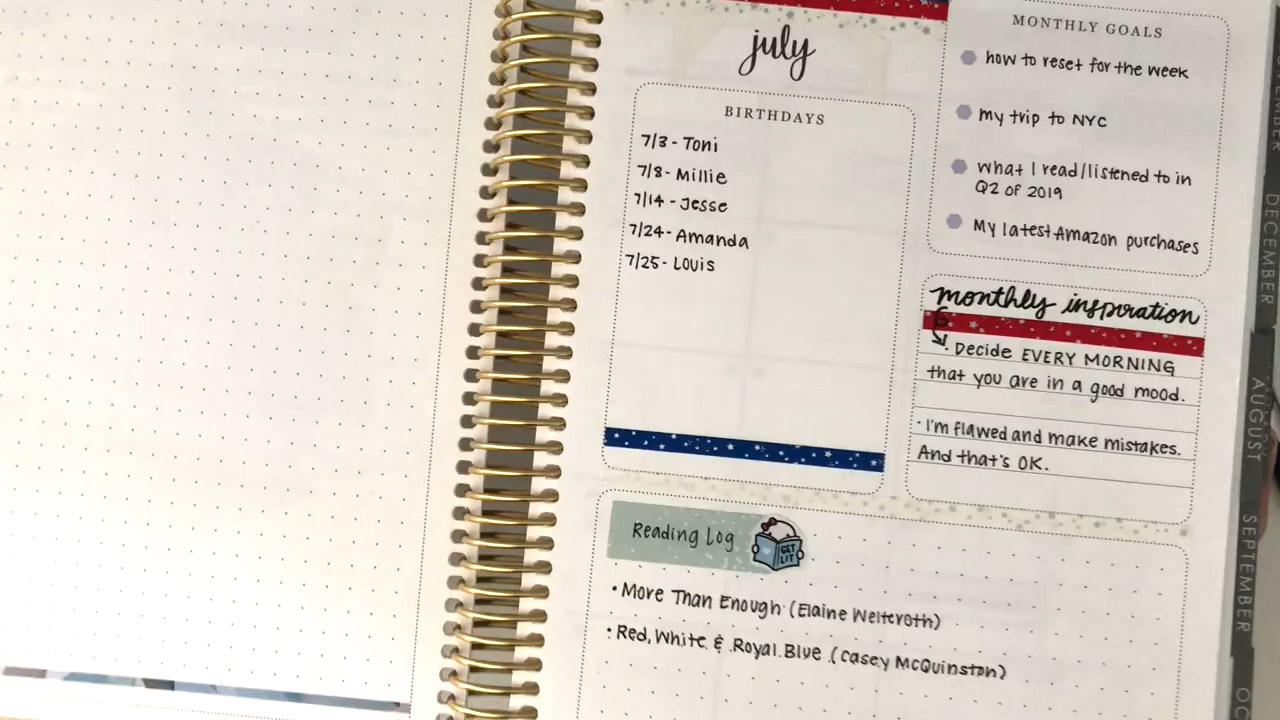 july
BIRTHDAYS
7/3 - Toni
7/8 - Millie
7/14 - Jesse
7/24 - Amanda
7/25 - Louis
MONTHLY GOALS
how to reset for the week
my trip to NYC
what I read/listened to in
Q2 of 2019
My latest Amazon purchases
monthly inspiration
· Decide EVERY MORNING
that you are in a good mood.
· I'm flawed and make mistakes.
And that's OK.
Reading Log
GET
LIT
• More Than Enough (Elaine Welteroth)
• Red, White & Royal Blue (Casey McQuinston)
DECEMBER
AUGUST
SEPTEMBER